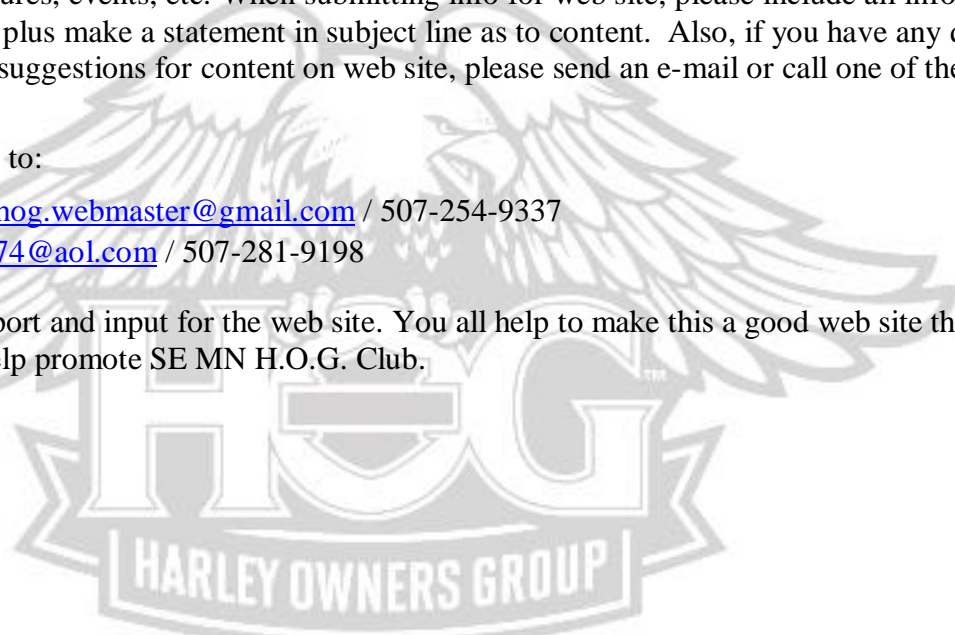 ures, events, etc. When submitting info for web site, please include all info
plus make a statement in subject line as to content.  Also, if you have any
suggestions for content on web site, please send an e-mail or call one of the
to:
hog.webmaster@gmail.com / 507-254-9337
74@aol.com / 507-281-9198
port and input for the web site. You all help to make this a good web site
elp promote SE MN H.O.G. Club.
HOG
TM
HARLEY OWNERS GROUP